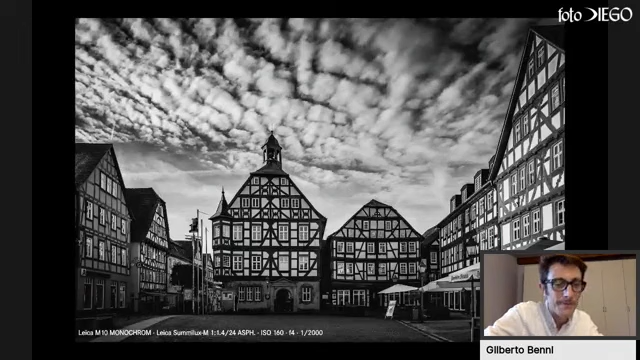 foto DIEGO
Leica M10 MONOCHROM - Leica Summilux-M 1:1.4/24 ASPH. - ISO 160 - f4 - 1/2000
Gilberto Benni